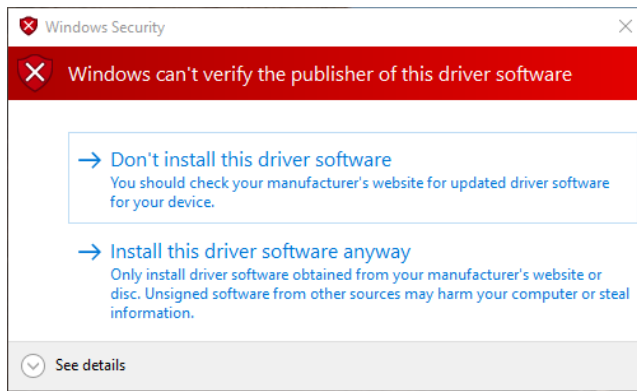 Windows Security
Windows can't verify the publisher of this driver software
Don't install this driver software
You should check your manufacturer's website for updated driver software
for your device.
Install this driver software anyway
Only install driver software obtained from your manufacturer's website or
disc. Unsigned software from other sources may harm your computer or steal
information.
See details